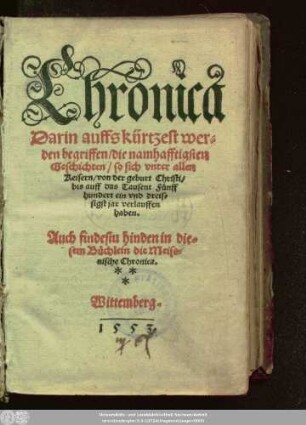 Chronica
Darin auffs kürtzest wer-
den begriffen/die namhafftigsten
Geschichten/ so sich vnter allen
Keisern/von der geburt Christi/
bis auff das Tausent Fünff
hundert ein vnd dreis-
sigst jar verlauffen
haben.
Auch findestu hinden in die-
sem Büchlein die Meiss-
nische Chronica.
* *
*
Wittemberg.
1553.